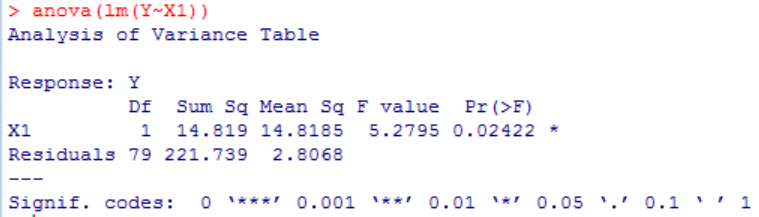 > anova(lm(Y~X1))
Analysis of Variance Table

Response: Y
          Df  Sum Sq Mean Sq F value  Pr(>F)
X1         1  14.819 14.8185  5.2795 0.02422 *
Residuals 79 221.739  2.8068
---
Signif. codes:  0 ‘***’ 0.001 ‘**’ 0.01 ‘*’ 0.05 ‘.’ 0.1 ‘ ’ 1